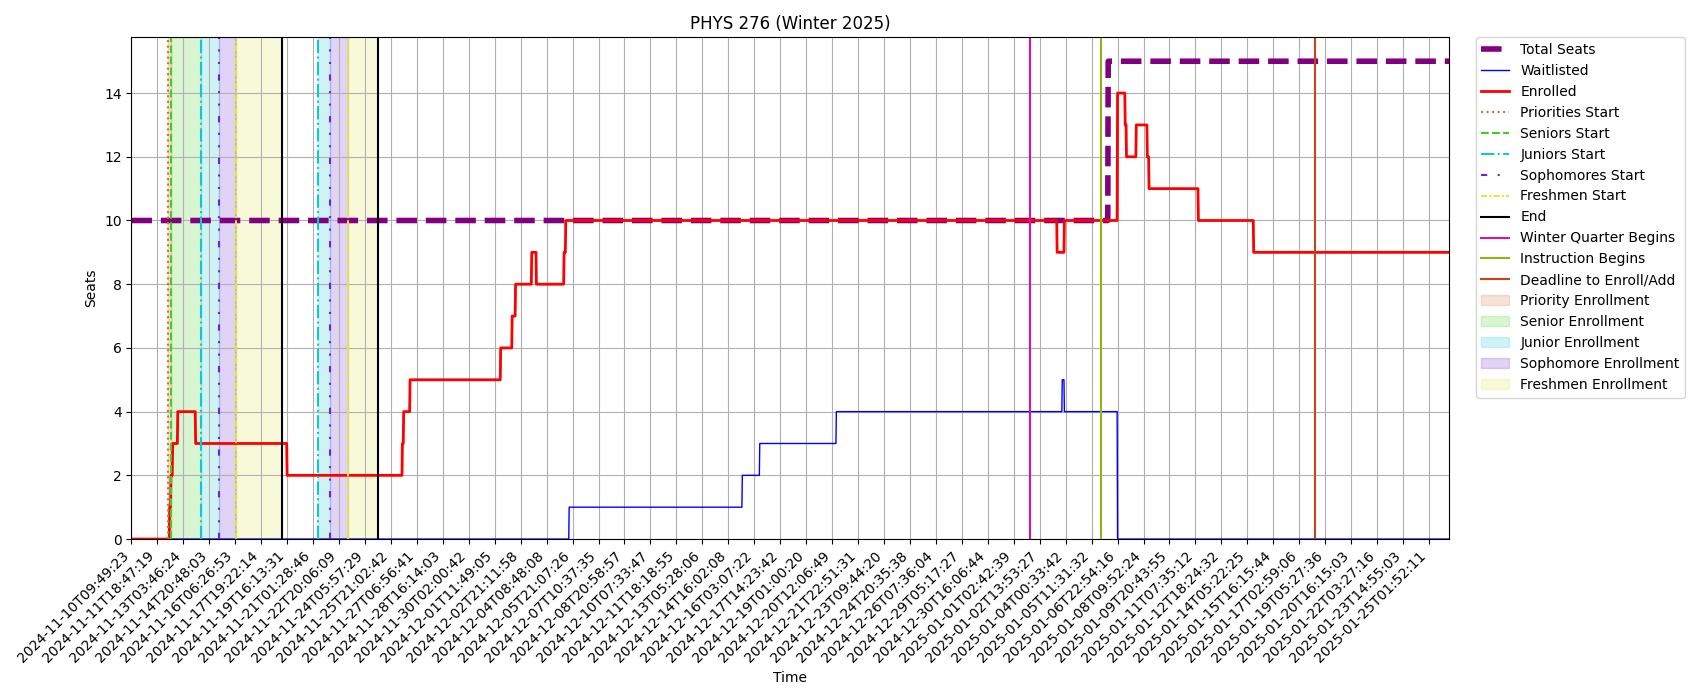 PHYS 276 (Winter 2025)
Seats
14
12
10
8
6
4
2
0
2024-11-10T09:49:23
2024-11-11T18:47:19
2024-11-13T03:46:24
2024-11-14T20:48:03
2024-11-16T06:26:53
2024-11-17T19:22:14
2024-11-19T16:13:31
2024-11-21T01:28:46
2024-11-22T20:06:09
2024-11-24T05:57:29
2024-11-25T21:02:42
2024-11-27T06:56:41
2024-11-28T16:14:03
2024-11-30T02:00:42
2024-12-01T11:49:05
2024-12-02T21:11:58
2024-12-04T08:48:08
2024-12-05T21:07:26
2024-12-07T10:37:35
2024-12-08T20:58:57
2024-12-10T07:33:47
2024-12-11T18:18:55
2024-12-13T05:28:06
2024-12-14T16:02:08
2024-12-16T03:07:22
2024-12-17T14:23:42
2024-12-19T01:00:20
2024-12-20T12:06:49
2024-12-21T22:51:31
2024-12-23T09:44:20
2024-12-24T20:35:38
2024-12-26T07:36:04
2024-12-29T05:17:27
2024-12-30T16:06:44
2025-01-01T02:42:39
2025-01-02T13:53:27
2025-01-04T00:33:42
2025-01-05T11:31:32
2025-01-06T22:54:16
2025-01-08T09:52:24
2025-01-09T20:43:55
2025-01-11T07:35:12
2025-01-12T18:24:32
2025-01-14T05:22:25
2025-01-15T16:15:44
2025-01-17T02:59:06
2025-01-19T05:27:36
2025-01-20T16:15:03
2025-01-22T03:27:16
2025-01-23T14:55:03
2025-01-25T01:52:11
Time
Total Seats
Waitlisted
Enrolled
Priorities Start
Seniors Start
Juniors Start
Sophomores Start
Freshmen Start
End
Winter Quarter Begins
Instruction Begins
Deadline to Enroll/Add
Priority Enrollment
Senior Enrollment
Junior Enrollment
Sophomore Enrollment
Freshmen Enrollment